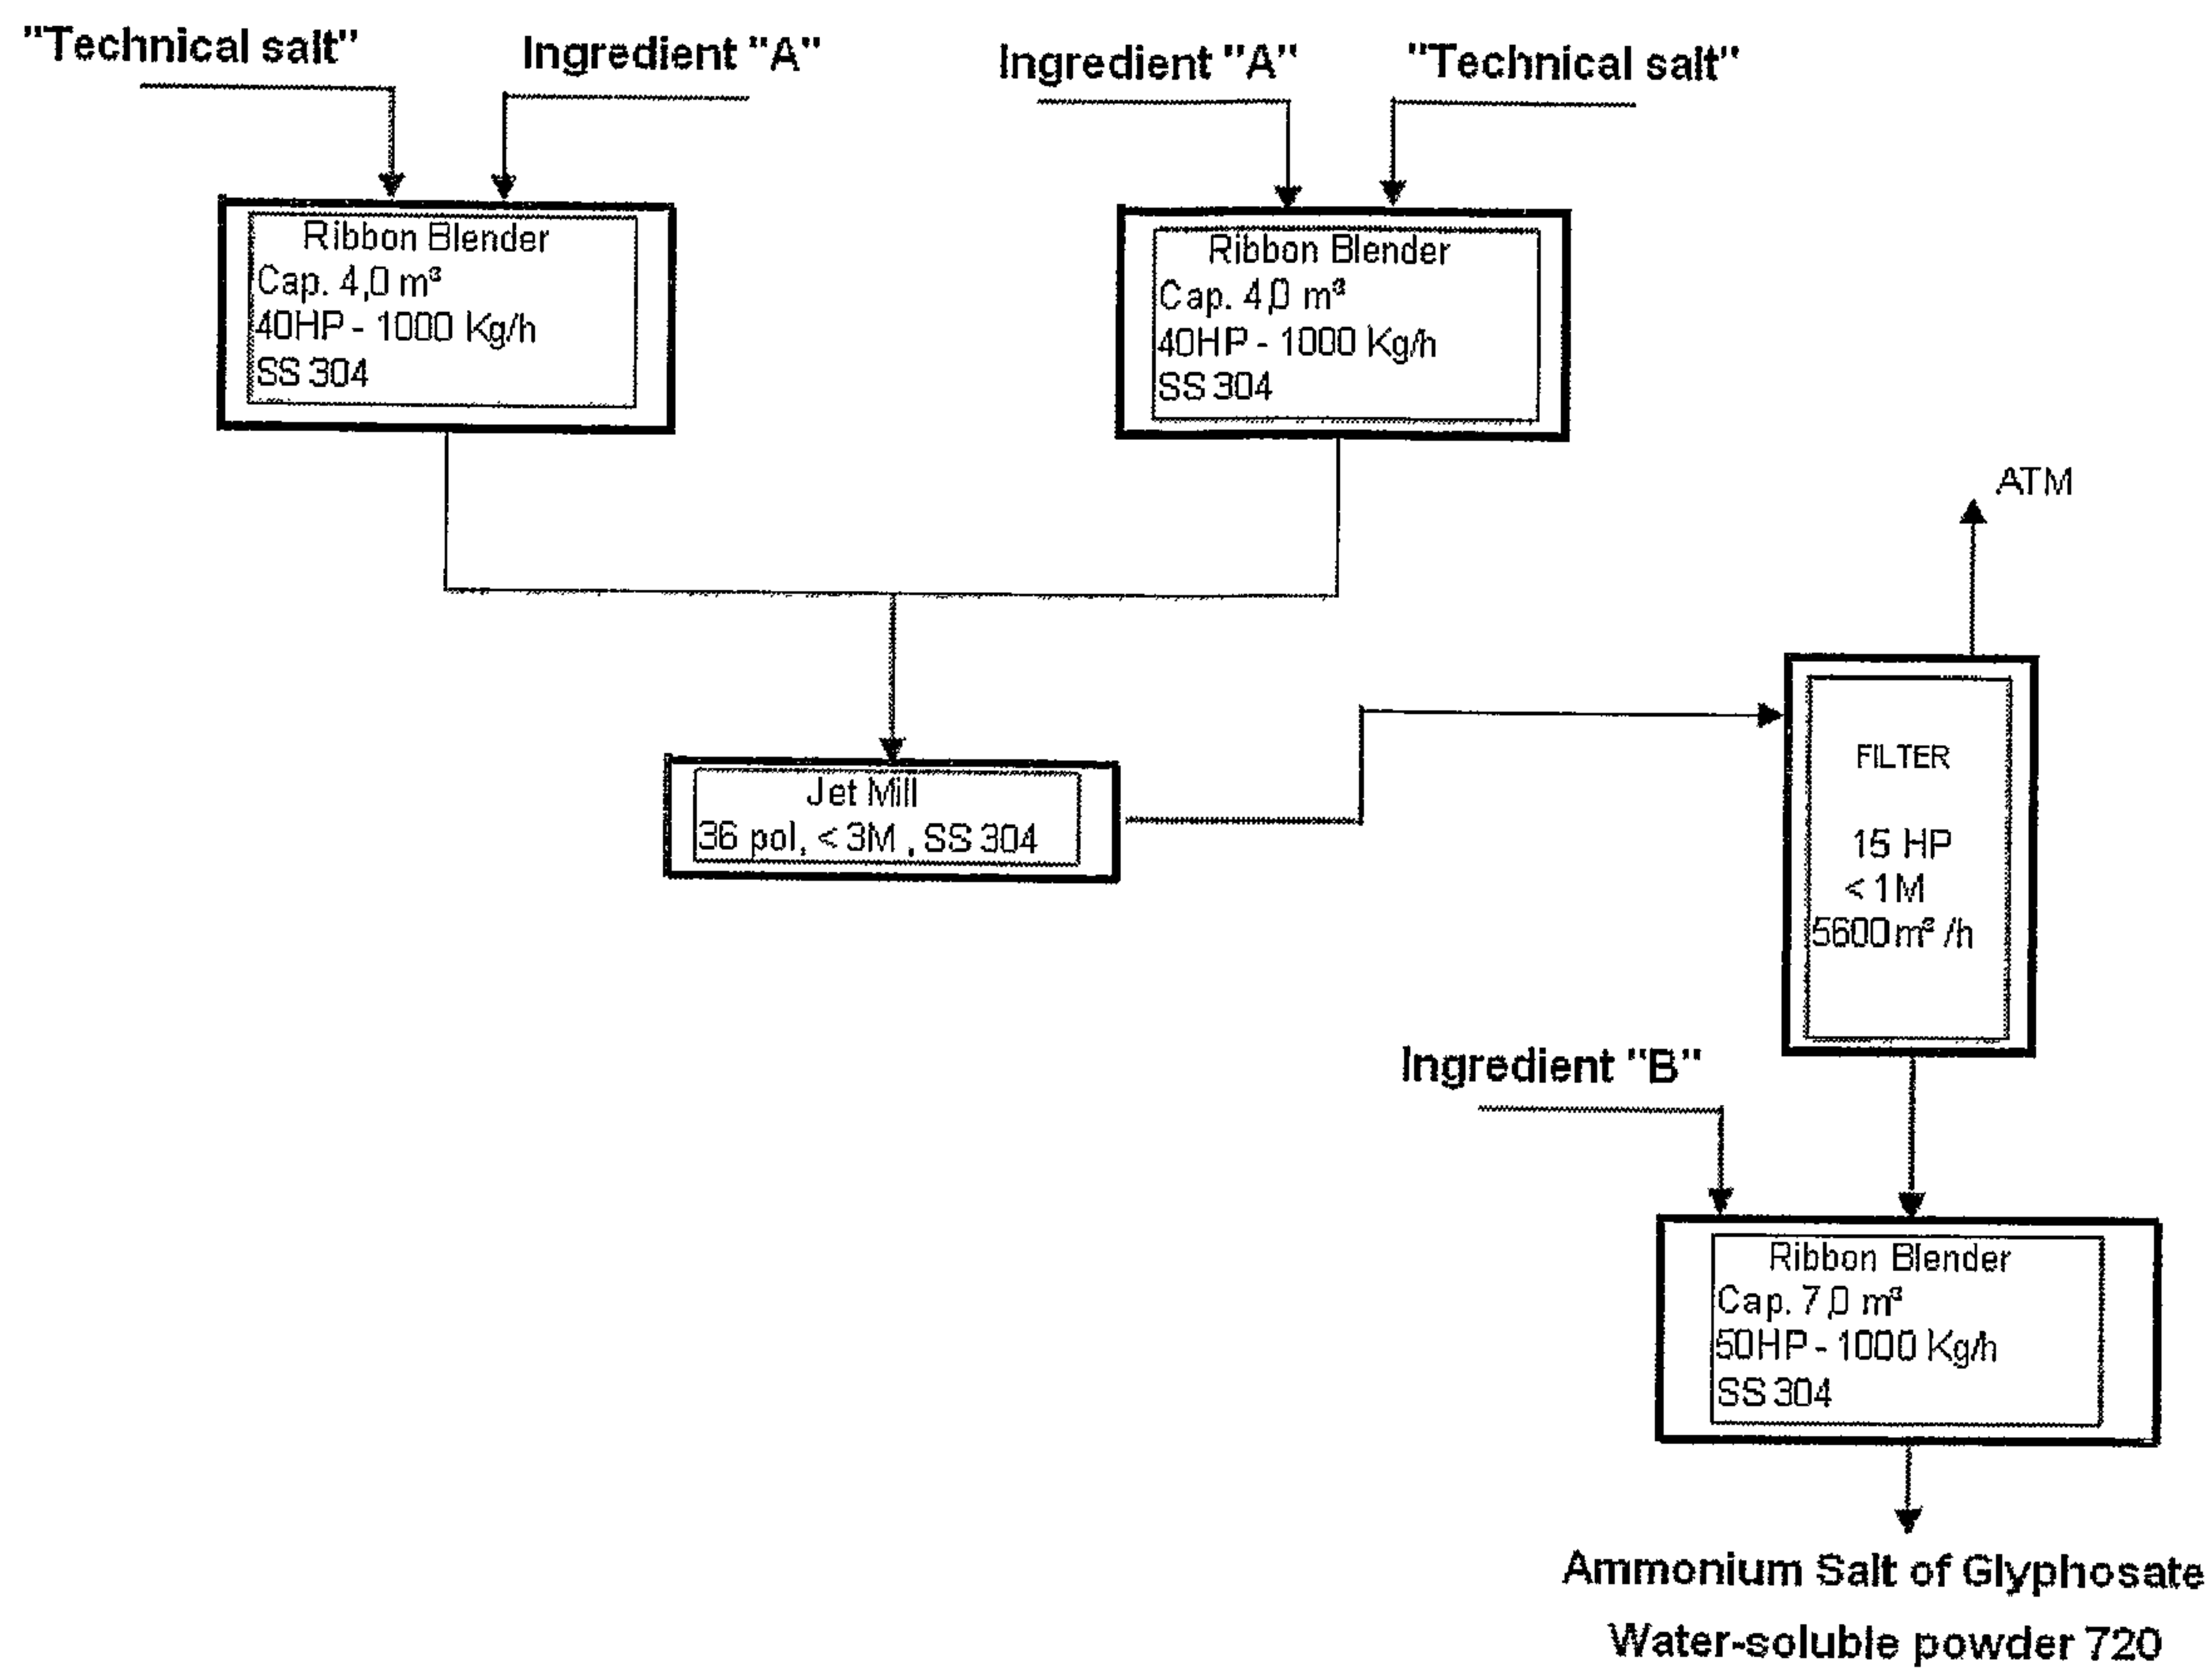 "Technical salt"
Ingredient "A"
Ingredient "A"
"Technical salt"
Ribbon Blender
Cap. 4,0 m³
40HP - 1000 Kg/h
SS 304
Ribbon Blender
Cap. 4,0 m³
40HP - 1000 Kg/h
SS 304
ATM
Jet Mill
36 pol, < 3M , SS 304
FILTER
15 HP
< 1M
5600 m³ /h
Ingredient "B"
Ribbon Blender
Cap. 7,0 m³
50HP - 1000 Kg/h
SS 304
Ammonium Salt of Glyphosate
Water-soluble powder 720